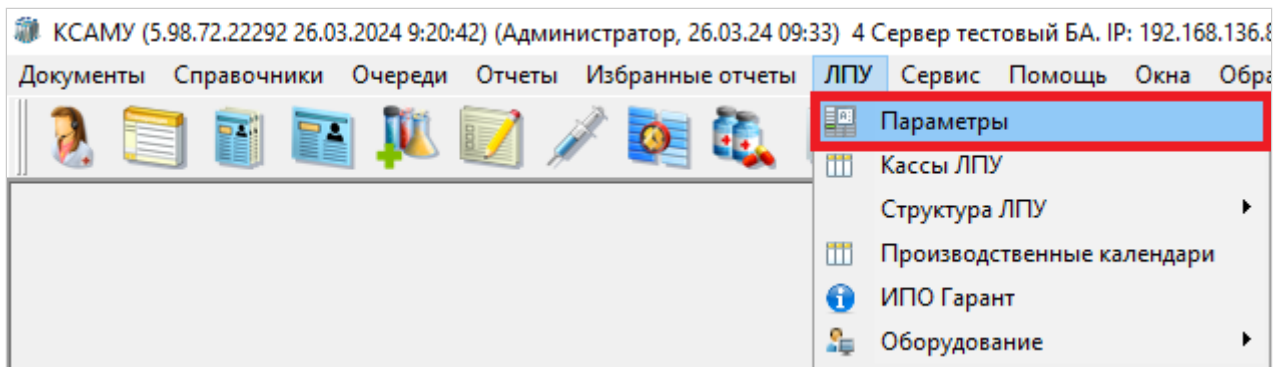 КСАМУ (5.98.72.22292 26.03.2024 9:20:42) (Администратор, 26.03.24 09:33) 4 Сервер тестовый БА. IP: 192.168.136.8
Документы Справочники Очереди Отчеты Избранные отчеты ЛПУ Сервис Помощь Окна Обра
Параметры
Кассы ЛПУ
Структура ЛПУ
Производственные календари
ИПО Гарант
Оборудование